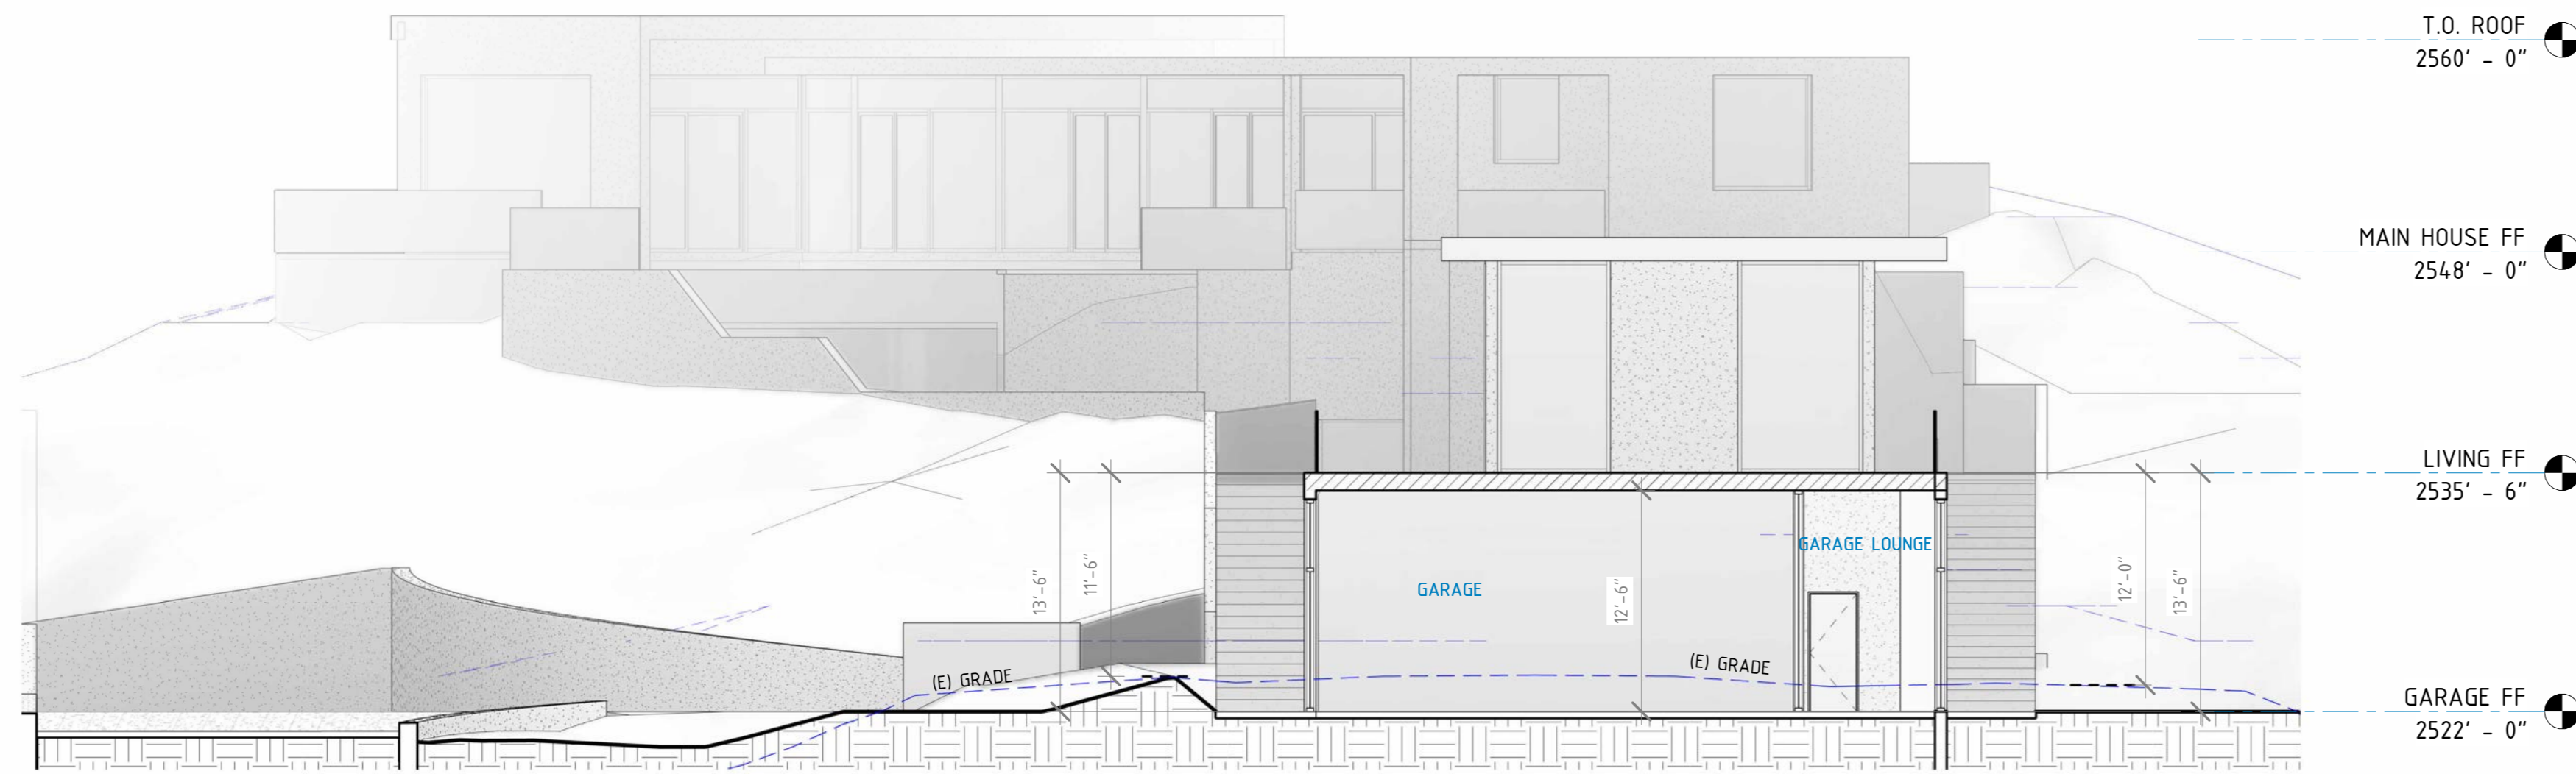 T.O. ROOF
2560' - 0"
MAIN HOUSE FF
2548' - 0"
LIVING FF
2535' - 6"
13'-6"
11'-6"
GARAGE
12'-6"
GARAGE LOUNGE
12'-0"
13'-6"
(E) GRADE
(E) GRADE
GARAGE FF
2522' - 0"